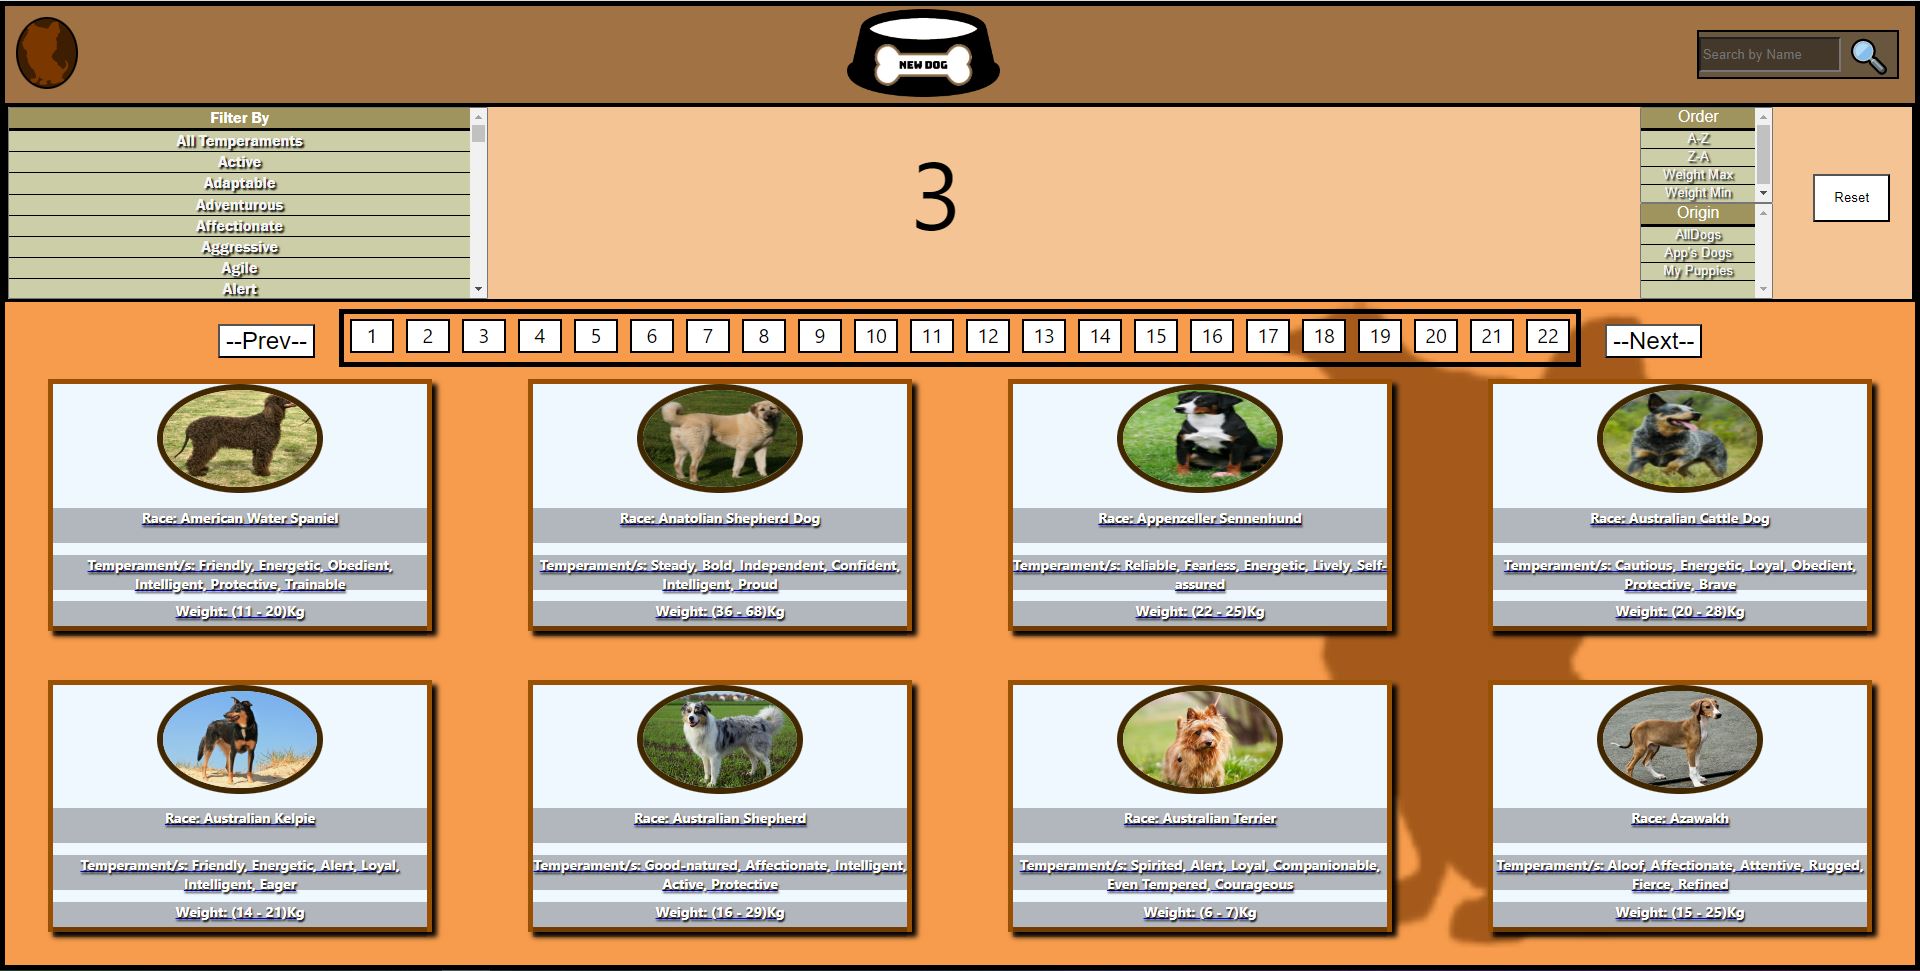 NEW DOG
Search by Name
Filter By
All Temperaments
Active
Adaptable
Adventurous
Affectionate
Aggressive
Agile
Alert
3
Order
A-Z
Z-A
Weight Max
Weight Min
Origin
AllDogs
App's Dogs
My Puppies
Reset
--Prev--
1 2 3 4 5 6 7 8 9 10 11 12 13 14 15 16 17 18 19 20 21 22
--Next--
Race: American Water Spaniel
Temperament/s: Friendly, Energetic, Obedient,
Intelligent, Protective, Trainable
Weight: (11 - 20)Kg
Race: Anatolian Shepherd Dog
Temperament/s: Steady, Bold, Independent, Confident,
Intelligent, Proud
Weight: (36 - 68)Kg
Race: Appenzeller Sennenhund
Temperament/s: Reliable, Fearless, Energetic, Lively, Self-
assured
Weight: (22 - 25)Kg
Race: Australian Cattle Dog
Temperament/s: Cautious, Energetic, Loyal, Obedient,
Protective, Brave
Weight: (20 - 28)Kg
Race: Australian Kelpie
Temperament/s: Friendly, Energetic, Alert, Loyal,
Intelligent, Eager
Weight: (14 - 21)Kg
Race: Australian Shepherd
Temperament/s: Good-natured, Affectionate, Intelligent,
Active, Protective
Weight: (16 - 29)Kg
Race: Australian Terrier
Temperament/s: Spirited, Alert, Loyal, Companionable,
Even Tempered, Courageous
Weight: (6 - 7)Kg
Race: Azawakh
Temperament/s: Aloof, Affectionate, Attentive, Rugged,
Fierce, Refined
Weight: (15 - 25)Kg